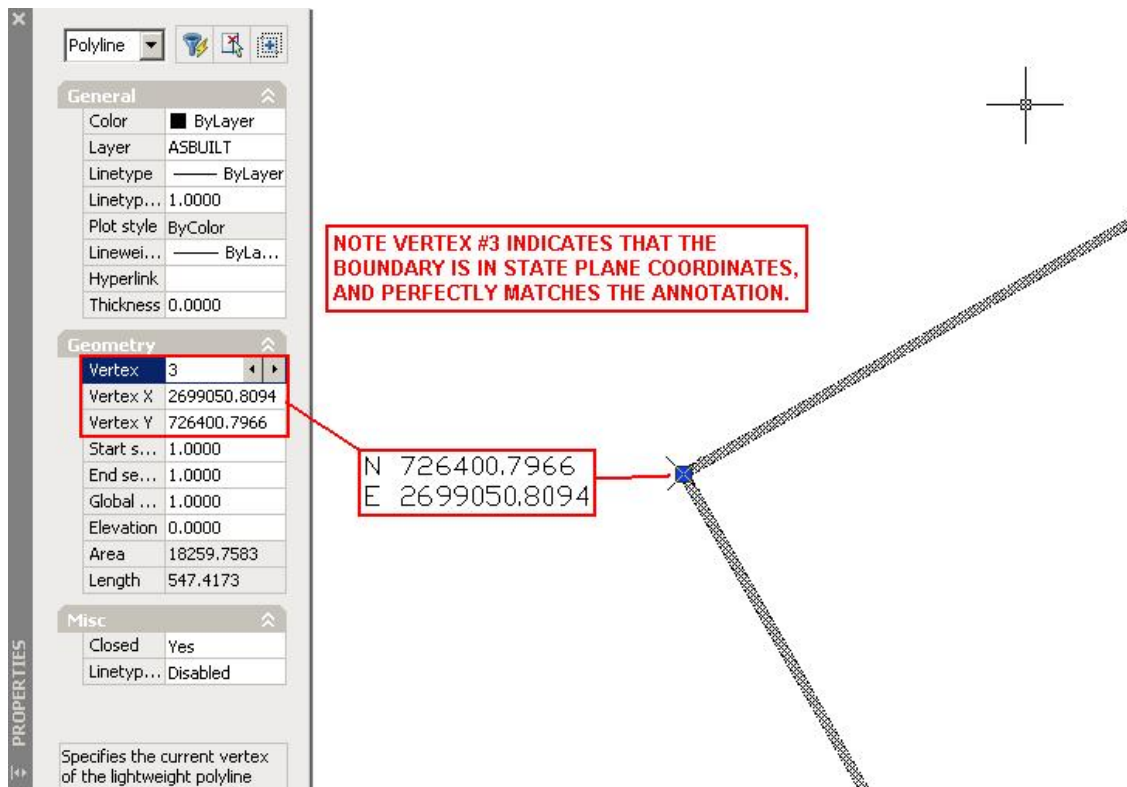 Polyline
General
Color ByLayer
Layer ASBUILT
Linetype ByLayer
Linetyp... 1.0000
Plot style ByColor
Linewei... ByLa...
Hyperlink
Thickness 0.0000
Geometry
Vertex 3
Vertex X 2699050.8094
Vertex Y 726400.7966
Start s... 1.0000
End se... 1.0000
Global ... 1.0000
Elevation 0.0000
Area 18259.7583
Length 547.4173
Misc
Closed Yes
Linetyp... Disabled
Specifies the current vertex
of the lightweight polyline
PROPERTIES
NOTE VERTEX #3 INDICATES THAT THE
BOUNDARY IS IN STATE PLANE COORDINATES,
AND PERFECTLY MATCHES THE ANNOTATION.
N 726400.7966
E 2699050.8094